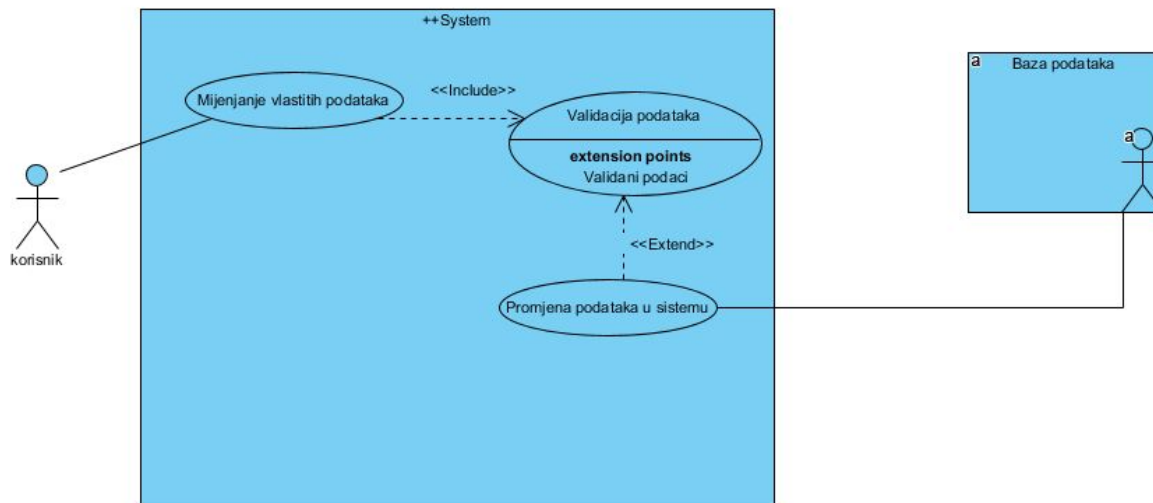 ++System
a
Baza podataka
Mijenjanje vlastitih podataka
<<Include>>
Validacija podataka
extension points
Validani podaci
a
korisnik
<<Extend>>
Promjena podataka u sistemu